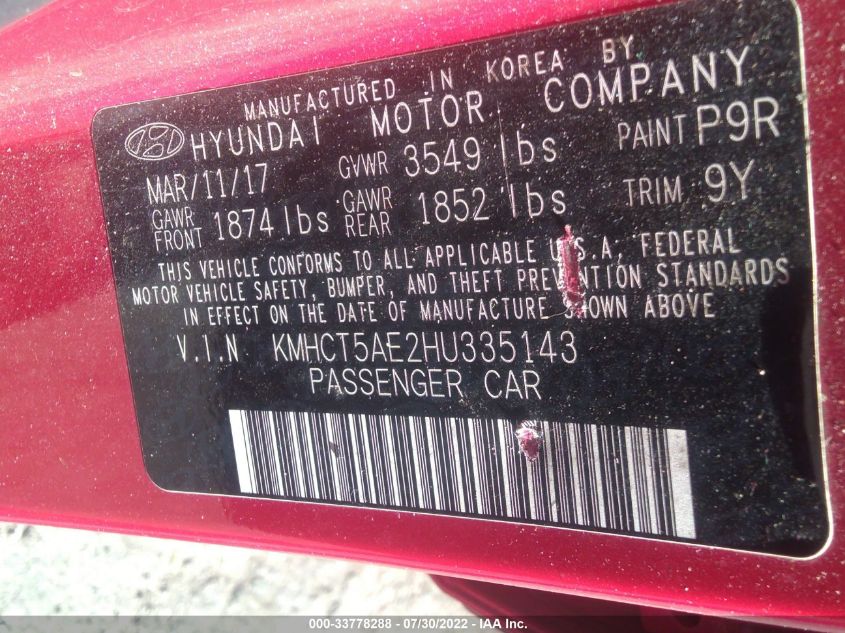 MANUFACTURED IN KOREA BY
HYUNDAI MOTOR COMPANY
MAR/11/17 GVWR 3549 lbs PAINT P9R
GAWR FRONT 1874 lbs GAWR REAR 1852 lbs TRIM 9Y
THIS VEHICLE CONFORMS TO ALL APPLICABLE U.S.A. FEDERAL
MOTOR VEHICLE SAFETY, BUMPER, AND THEFT PREVENTION STANDARDS
IN EFFECT ON THE DATE OF MANUFACTURE SHOWN ABOVE
V.I.N KMHCT5AE2HU335143
PASSENGER CAR
000-33778288 - 07/30/2022 - IAA Inc.